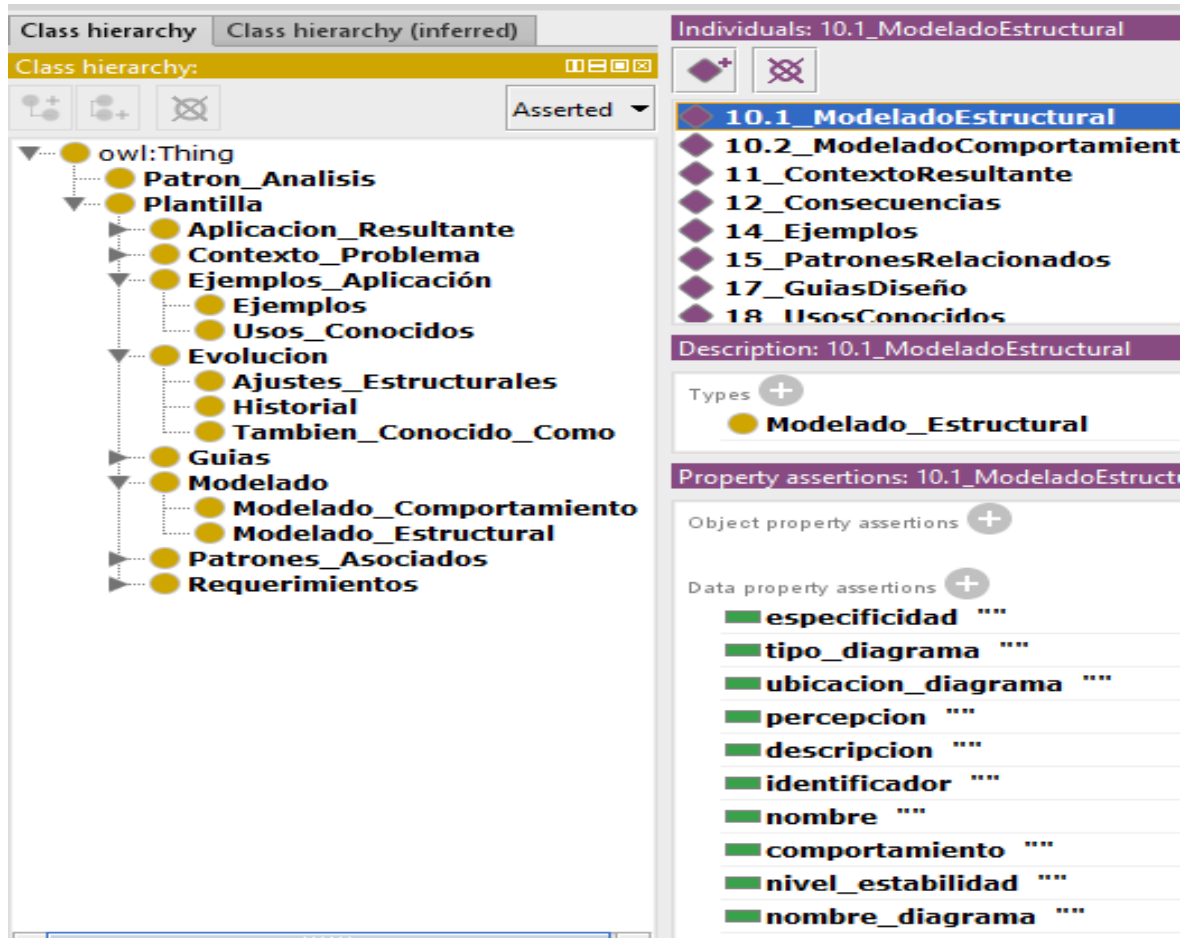 Class hierarchy
Class hierarchy (inferred)
Class hierarchy:
Asserted
owl:Thing
Patron_Analisis
Plantilla
Aplicacion_Resultante
Contexto_Problema
Ejemplos_Aplicación
Ejemplos
Usos_Conocidos
Evolucion
Ajustes_Estructurales
Historial
Tambien_Conocido_Como
Guias
Modelado
Modelado_Comportamiento
Modelado_Estructural
Patrones_Asociados
Requerimientos
Individuals: 10.1_ModeladoEstructural
10.1_ModeladoEstructural
10.2_ModeladoComportamient
11_ContextoResultante
12_Consecuencias
14_Ejemplos
15_PatronesRelacionados
17_GuiasDiseño
18_UsosConocidos
Description: 10.1_ModeladoEstructural
Types
Modelado_Estructural
Property assertions: 10.1_ModeladoEstructu
Object property assertions
Data property assertions
especificidad ""
tipo_diagrama ""
ubicacion_diagrama ""
percepcion ""
descripcion ""
identificador ""
nombre ""
comportamiento ""
nivel_estabilidad ""
nombre_diagrama ""